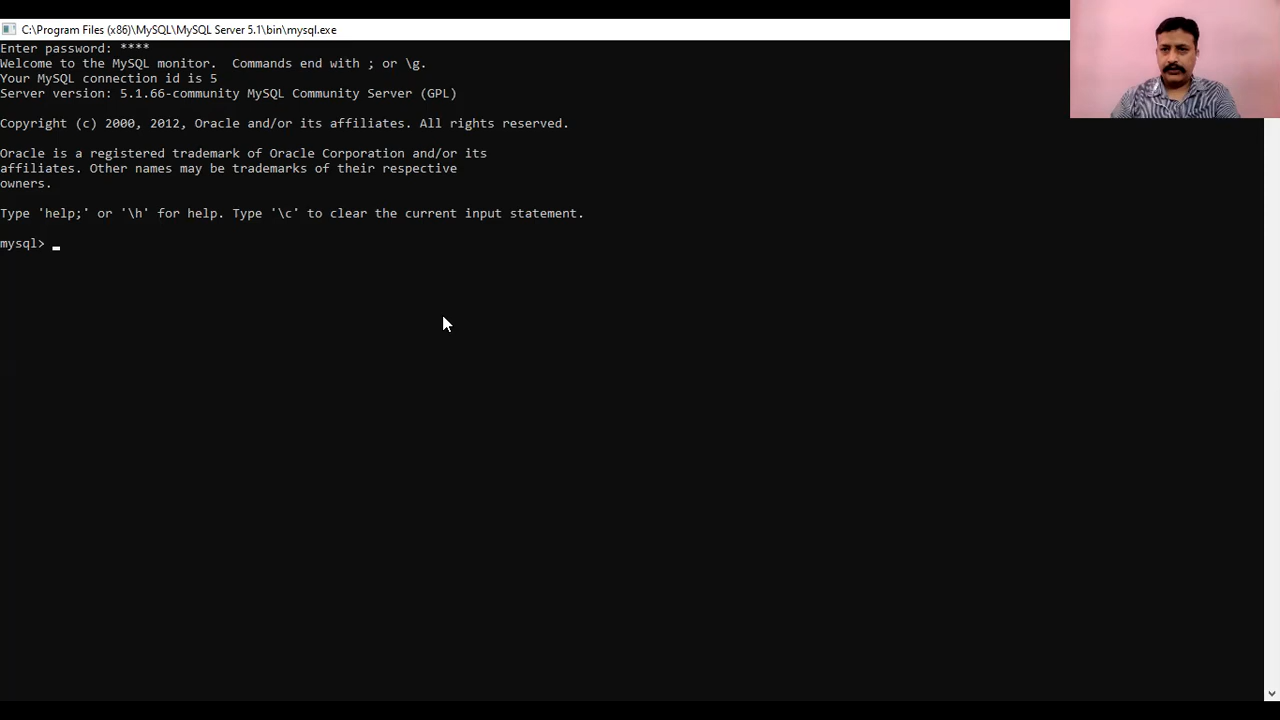 C:\Program Files (x86)\MySQL\MySQL Server 5.1\bin\mysql.exe
Enter password: ****
Welcome to the MySQL monitor.  Commands end with ; or \g.
Your MySQL connection id is 5
Server version: 5.1.66-community MySQL Community Server (GPL)
Copyright (c) 2000, 2012, Oracle and/or its affiliates. All rights reserved.
Oracle is a registered trademark of Oracle Corporation and/or its
affiliates. Other names may be trademarks of their respective
owners.
Type 'help;' or '\h' for help. Type '\c' to clear the current input statement.
mysql> _